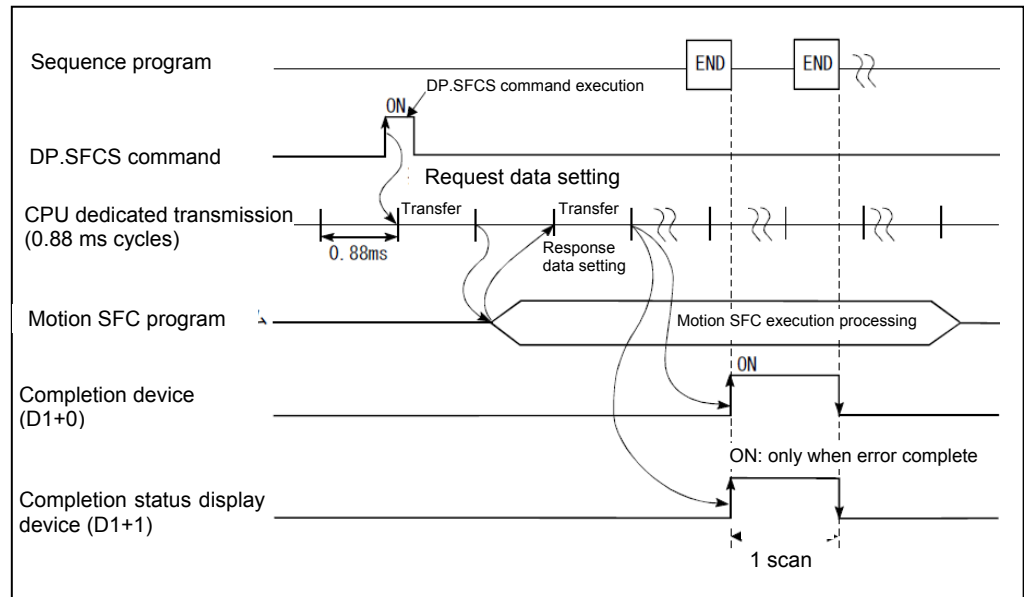 Sequence program
END
END
DP.SFCS command execution
ON
DP.SFCS command
Request data setting
CPU dedicated transmission
(0.88 ms cycles)
Transfer
Transfer
0.88ms
Response
data setting
Motion SFC program
Motion SFC execution processing
Completion device
(D1+0)
ON
ON: only when error complete
Completion status display
device (D1+1)
1 scan